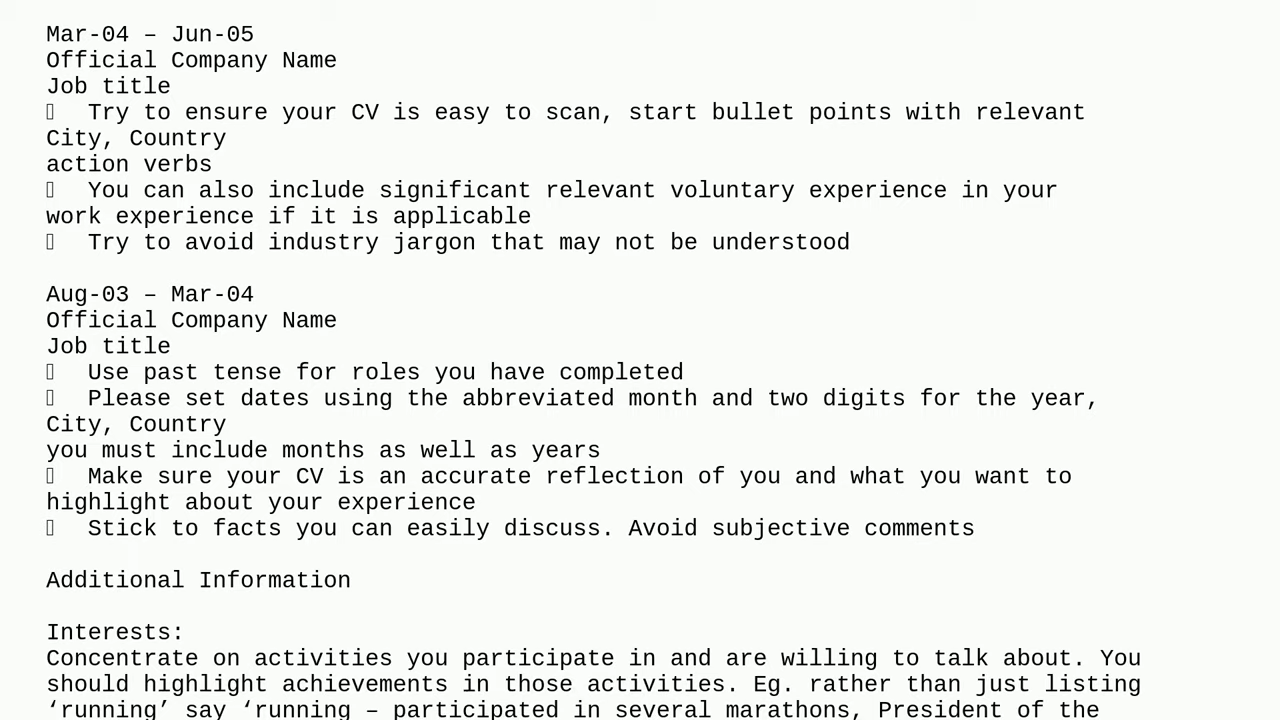 Mar-04 – Jun-05
Official Company Name
Job title
▯ Try to ensure your CV is easy to scan, start bullet points with relevant
City, Country
action verbs
▯ You can also include significant relevant voluntary experience in your
work experience if it is applicable
▯ Try to avoid industry jargon that may not be understood

Aug-03 – Mar-04
Official Company Name
Job title
▯ Use past tense for roles you have completed
▯ Please set dates using the abbreviated month and two digits for the year,
City, Country
you must include months as well as years
▯ Make sure your CV is an accurate reflection of you and what you want to
highlight about your experience
▯ Stick to facts you can easily discuss. Avoid subjective comments

Additional Information

Interests:
Concentrate on activities you participate in and are willing to talk about. You
should highlight achievements in those activities. Eg. rather than just listing
‘running’ say ‘running – participated in several marathons, President of the